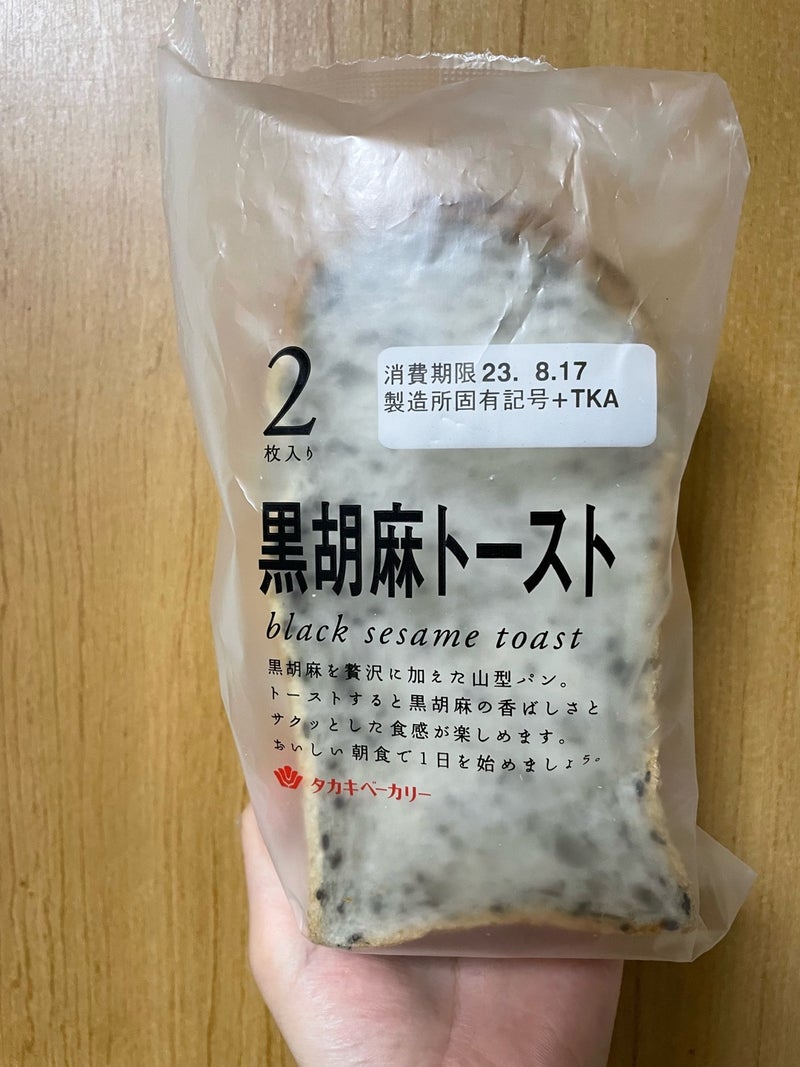 消費期限 23. 8.17
製造所固有記号+TKA
2
枚入り
黒胡麻トースト
black sesame toast
黒胡麻を贅沢に加えた山型パン。
トーストすると黒胡麻の香ばしさと
サクッとした食感が楽しめます。
おいしい朝食で1日を始めましょう。
タカキベーカリー